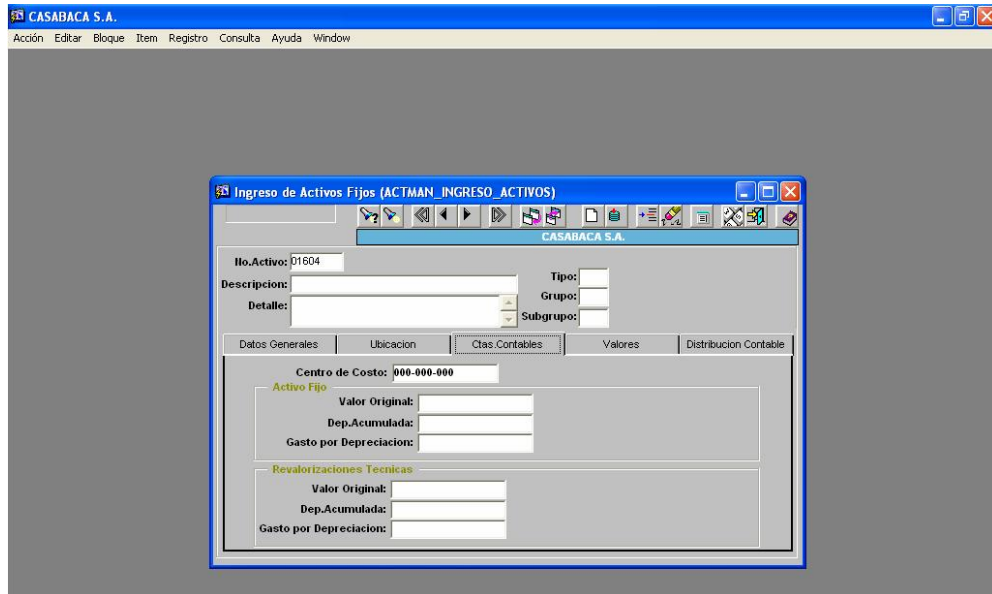 CASABACA S.A.
Acción Editar Bloque Item Registro Consulta Ayuda Window
Ingreso de Activos Fijos (ACTMAN_INGRESO_ACTIVOS)
CASABACA S.A.
No.Activo: 01604
Descripcion:
Tipo:
Detalle:
Grupo:
Subgrupo:
Datos Generales Ubicacion Ctas.Contables Valores Distribucion Contable
Centro de Costo: 000-000-000
Activo Fijo
Valor Original:
Dep.Acumulada:
Gasto por Depreciacion:
Revalorizaciones Tecnicas
Valor Original:
Dep.Acumulada:
Gasto por Depreciacion: